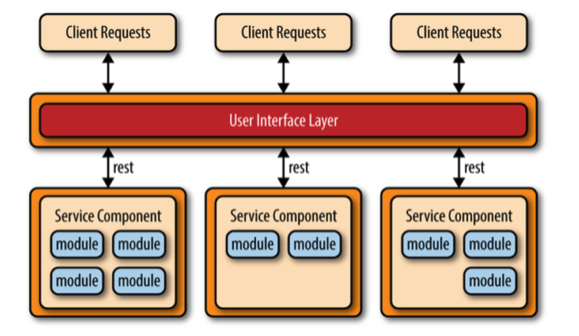 Client Requests
Client Requests
Client Requests
User Interface Layer
rest
rest
rest
Service Component
module module
module module
Service Component
module module
Service Component
module module
module